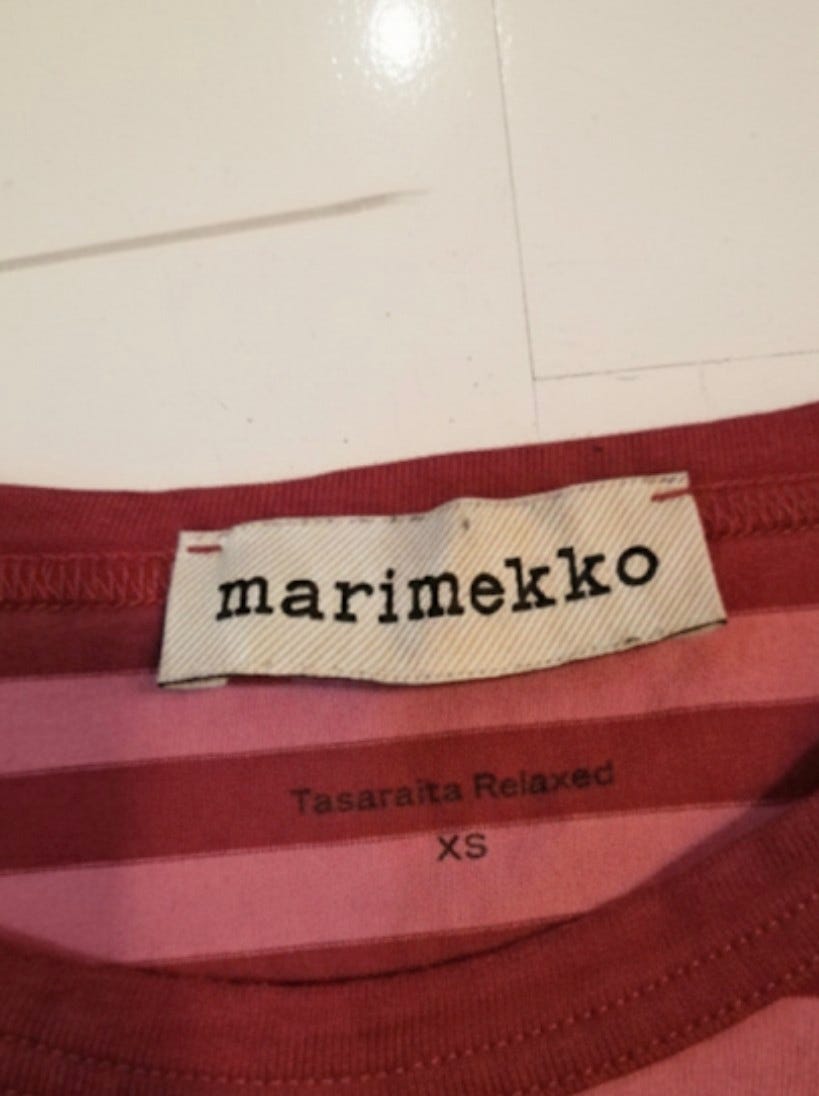 marimekko
Tasaraita Relaxed
XS